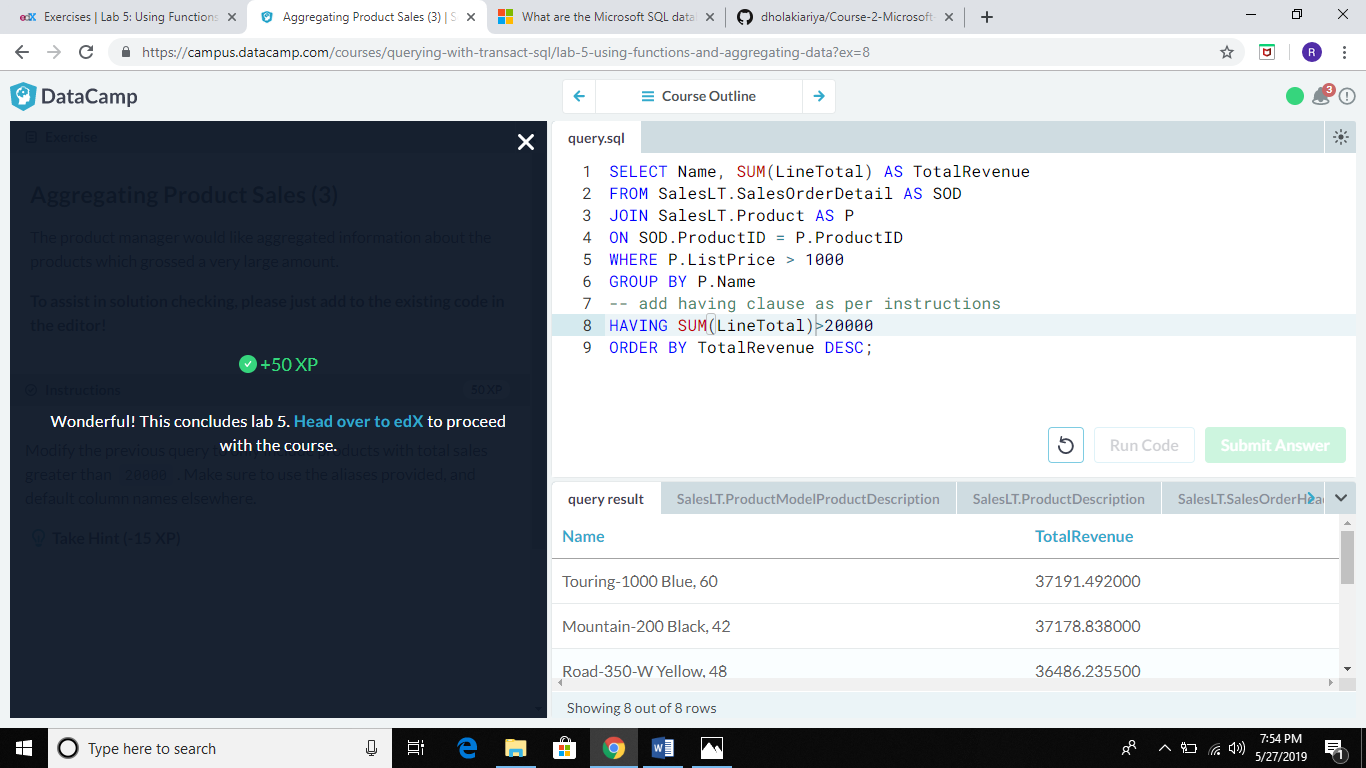 edX Exercises | Lab 5: Using Functions
Aggregating Product Sales (3) | S
What are the Microsoft SQL data
dholakiariya/Course-2-Microsoft
https://campus.datacamp.com/courses/querying-with-transact-sql/lab-5-using-functions-and-aggregating-data?ex=8
R
DataCamp
Course Outline
3
Exercise
Aggregating Product Sales (3)
The product manager would like aggregated information about the
products which grossed a very large amount.
To assist in solution checking, please just add to the existing code in
the editor!
+50 XP
Instructions
50 XP
Wonderful! This concludes lab 5. Head over to edX to proceed
with the course.
Modify the previous query to products with total sales
greater than 20000 . Make sure to use the aliases provided, and
default column names elsewhere.
Take Hint (-15 XP)
query.sql
1 SELECT Name, SUM(LineTotal) AS TotalRevenue
2 FROM SalesLT.SalesOrderDetail AS SOD
3 JOIN SalesLT.Product AS P
4 ON SOD.ProductID = P.ProductID
5 WHERE P.ListPrice > 1000
6 GROUP BY P.Name
7 -- add having clause as per instructions
8 HAVING SUM(LineTotal)>20000
9 ORDER BY TotalRevenue DESC;
Run Code
Submit Answer
query result SalesLT.ProductModelProductDescription SalesLT.ProductDescription SalesLT.SalesOrderHea
Name TotalRevenue
Touring-1000 Blue, 60 37191.492000
Mountain-200 Black, 42 37178.838000
Road-350-W Yellow, 48 36486.235500
Showing 8 out of 8 rows
Type here to search
7:54 PM
5/27/2019
1